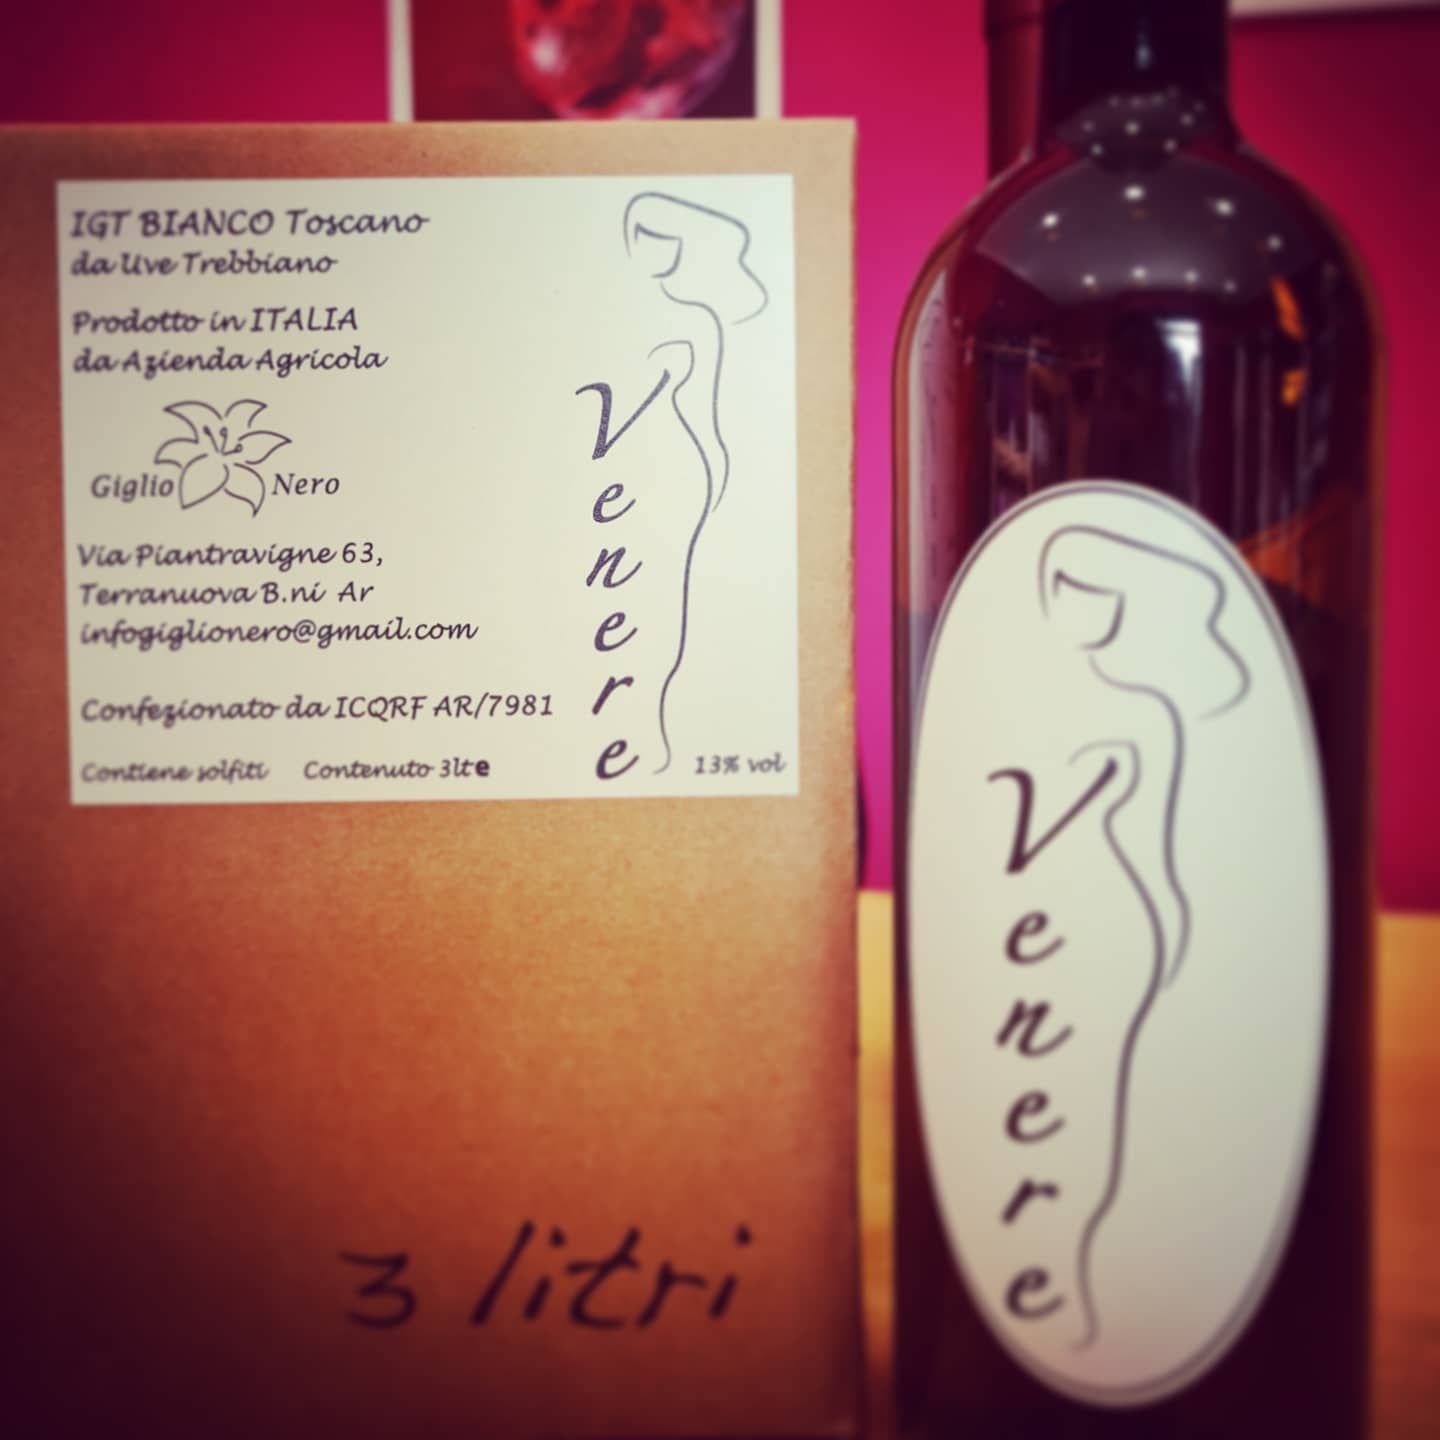 IGT BIANCO Toscano
da Uve Trebbiano
Prodotto in ITALIA
da Azienda Agricola
Giglio Nero
Via Piantravigne 63,
Terranuova B.ni Ar
infogiglionero@gmail.com
Confezionato da ICQRF AR/7981
Contiene solfiti Contenuto 3lt e
13% vol
Venere
3 litri
Venere